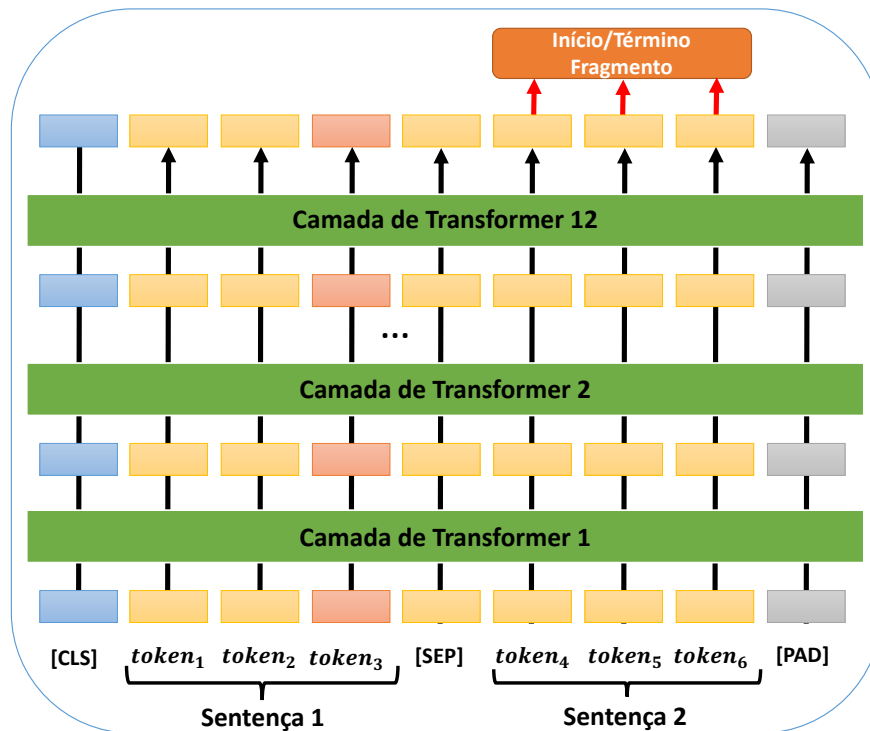 Início/Término
Fragmento
Camada de Transformer 12
...
Camada de Transformer 2
Camada de Transformer 1
[CLS] token₁ token₂ token₃ [SEP] token₄ token₅ token₆ [PAD]
Sentença 1 Sentença 2